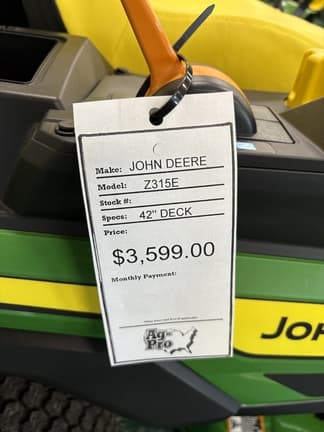 Make: JOHN DEERE
Model: Z315E
Stock #:
Specs: 42" DECK
Price:
$3,599.00
Monthly Payment:
Ag
Pro
JOH